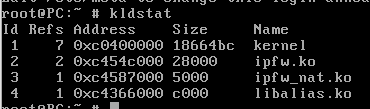 root@PC:~ # kldstat
Id Refs Address Size Name
1 7 0xc0400000 18664bc kernel
2 2 0xc454c000 28000 ipfw.ko
3 1 0xc4587000 5000 ipfw_nat.ko
4 1 0xc4366000 c000 libalias.ko
root@PC:~ #